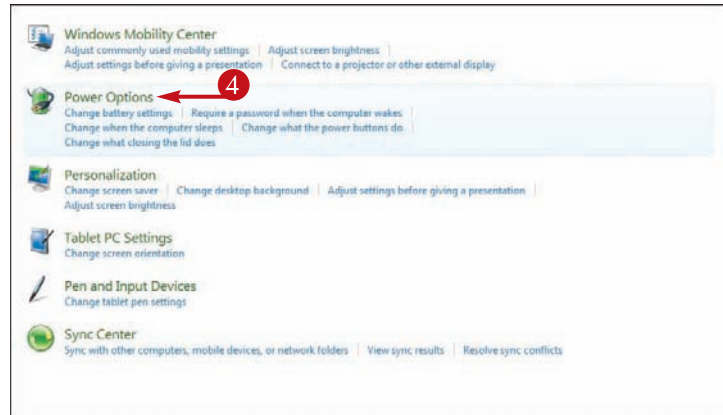 Windows Mobility Center
Adjust commonly used mobility settings | Adjust screen brightness |
Adjust settings before giving a presentation | Connect to a projector or other external display
Power Options 4
Change battery settings | Require a password when the computer wakes |
Change when the computer sleeps | Change what the power buttons do |
Change what closing the lid does
Personalization
Change screen saver | Change desktop background | Adjust settings before giving a presentation |
Adjust screen brightness
Tablet PC Settings
Change screen orientation
Pen and Input Devices
Change tablet pen settings
Sync Center
Sync with other computers, mobile devices, or network folders | View sync results | Resolve sync conflicts